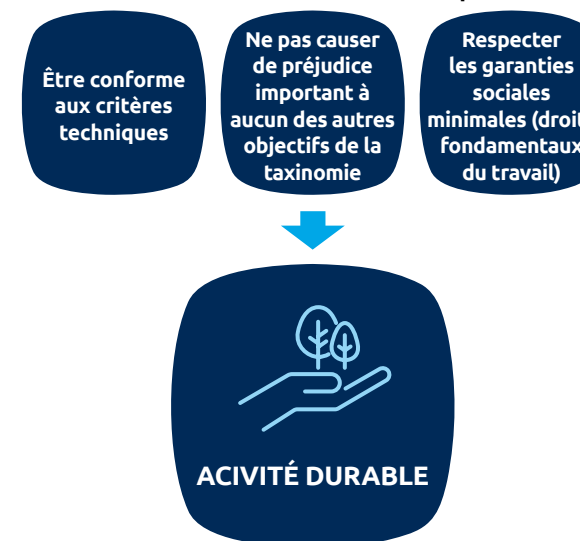 Être conforme
aux critères
techniques
Ne pas causer
de préjudice
important à
aucun des autres
objectifs de la
taxinomie
Respecter
les garanties
sociales
minimales (droit
fondamentaux
du travail)
ACIVITÉ DURABLE